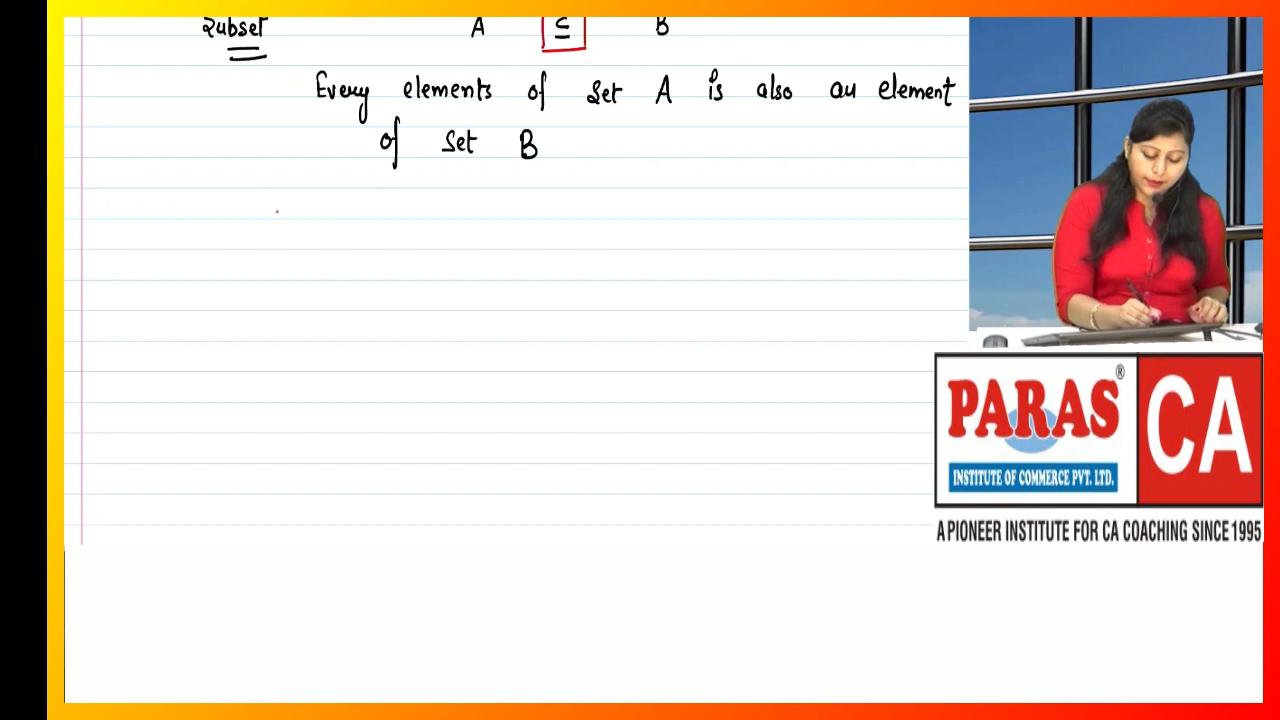 Subset A ⊆ B
Every elements of set A is also an element
of set B
PARAS®
INSTITUTE OF COMMERCE PVT. LTD.
CA
A PIONEER INSTITUTE FOR CA COACHING SINCE 1995